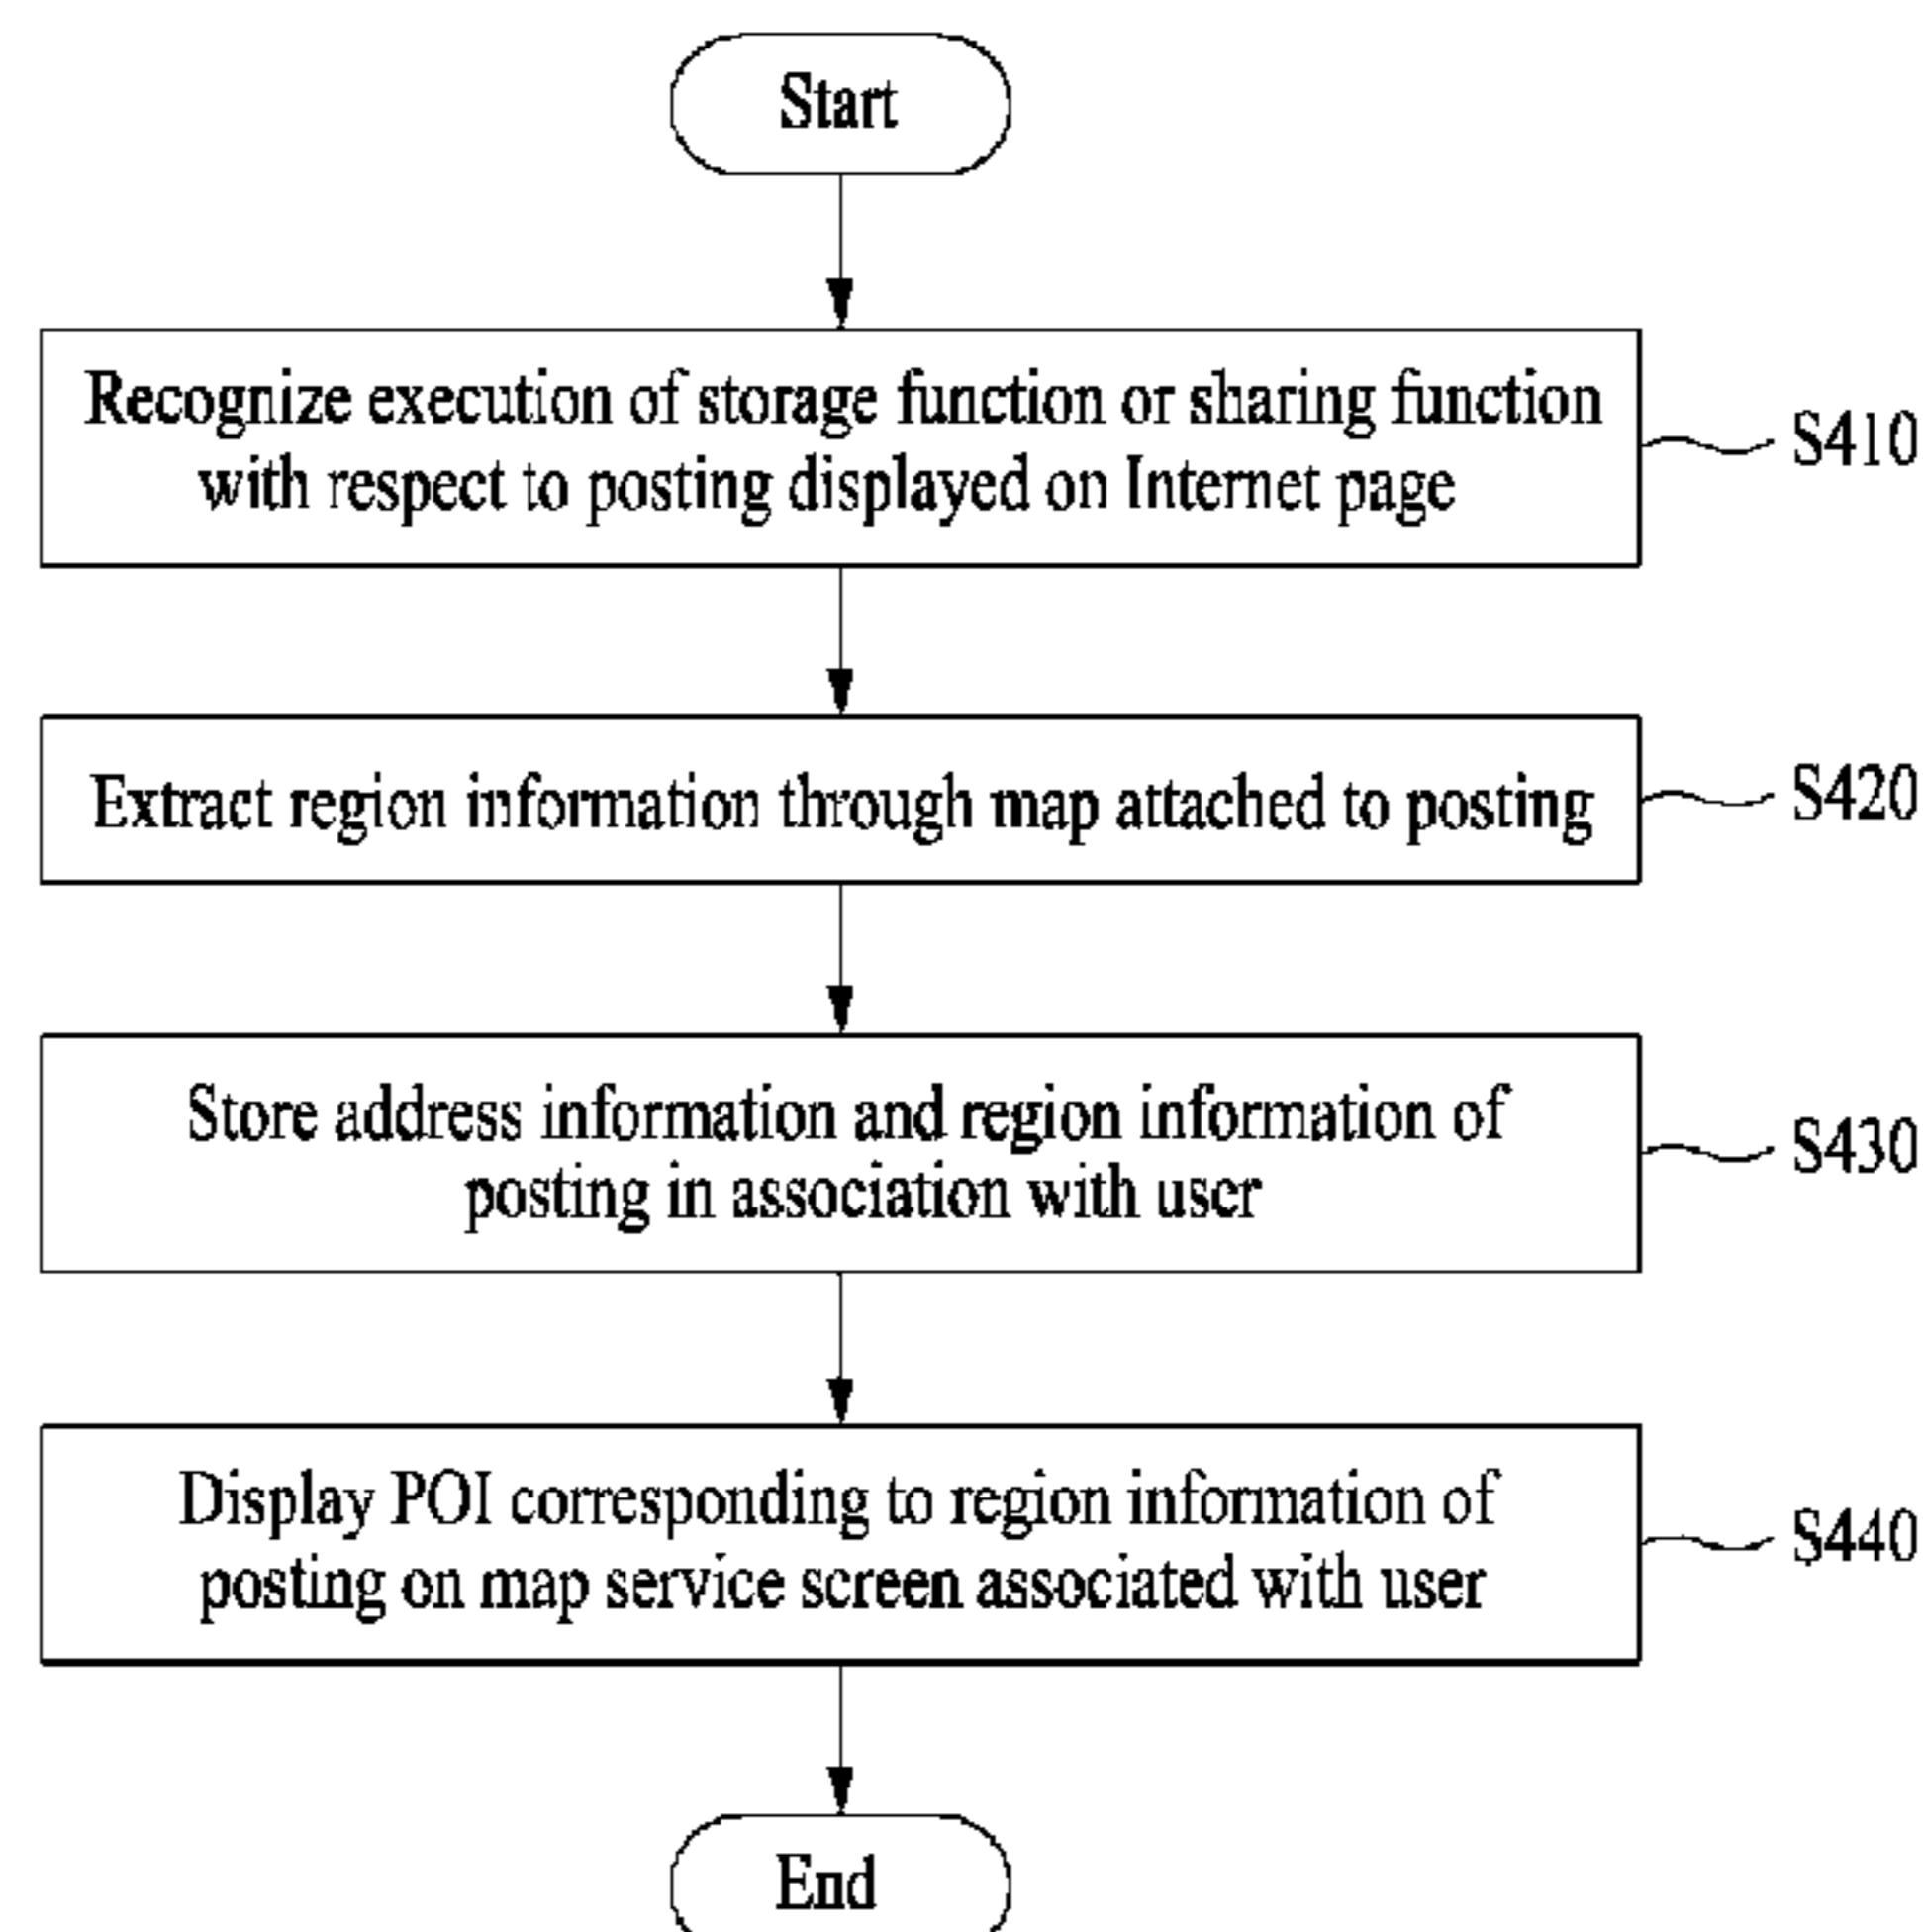 Start
Recognize execution of storage function or sharing function
with respect to posting displayed on Internet page
S410
Extract region information through map attached to posting
S420
Store address information and region information of
posting in association with user
S430
Display POI corresponding to region information of
posting on map service screen associated with user
S440
End